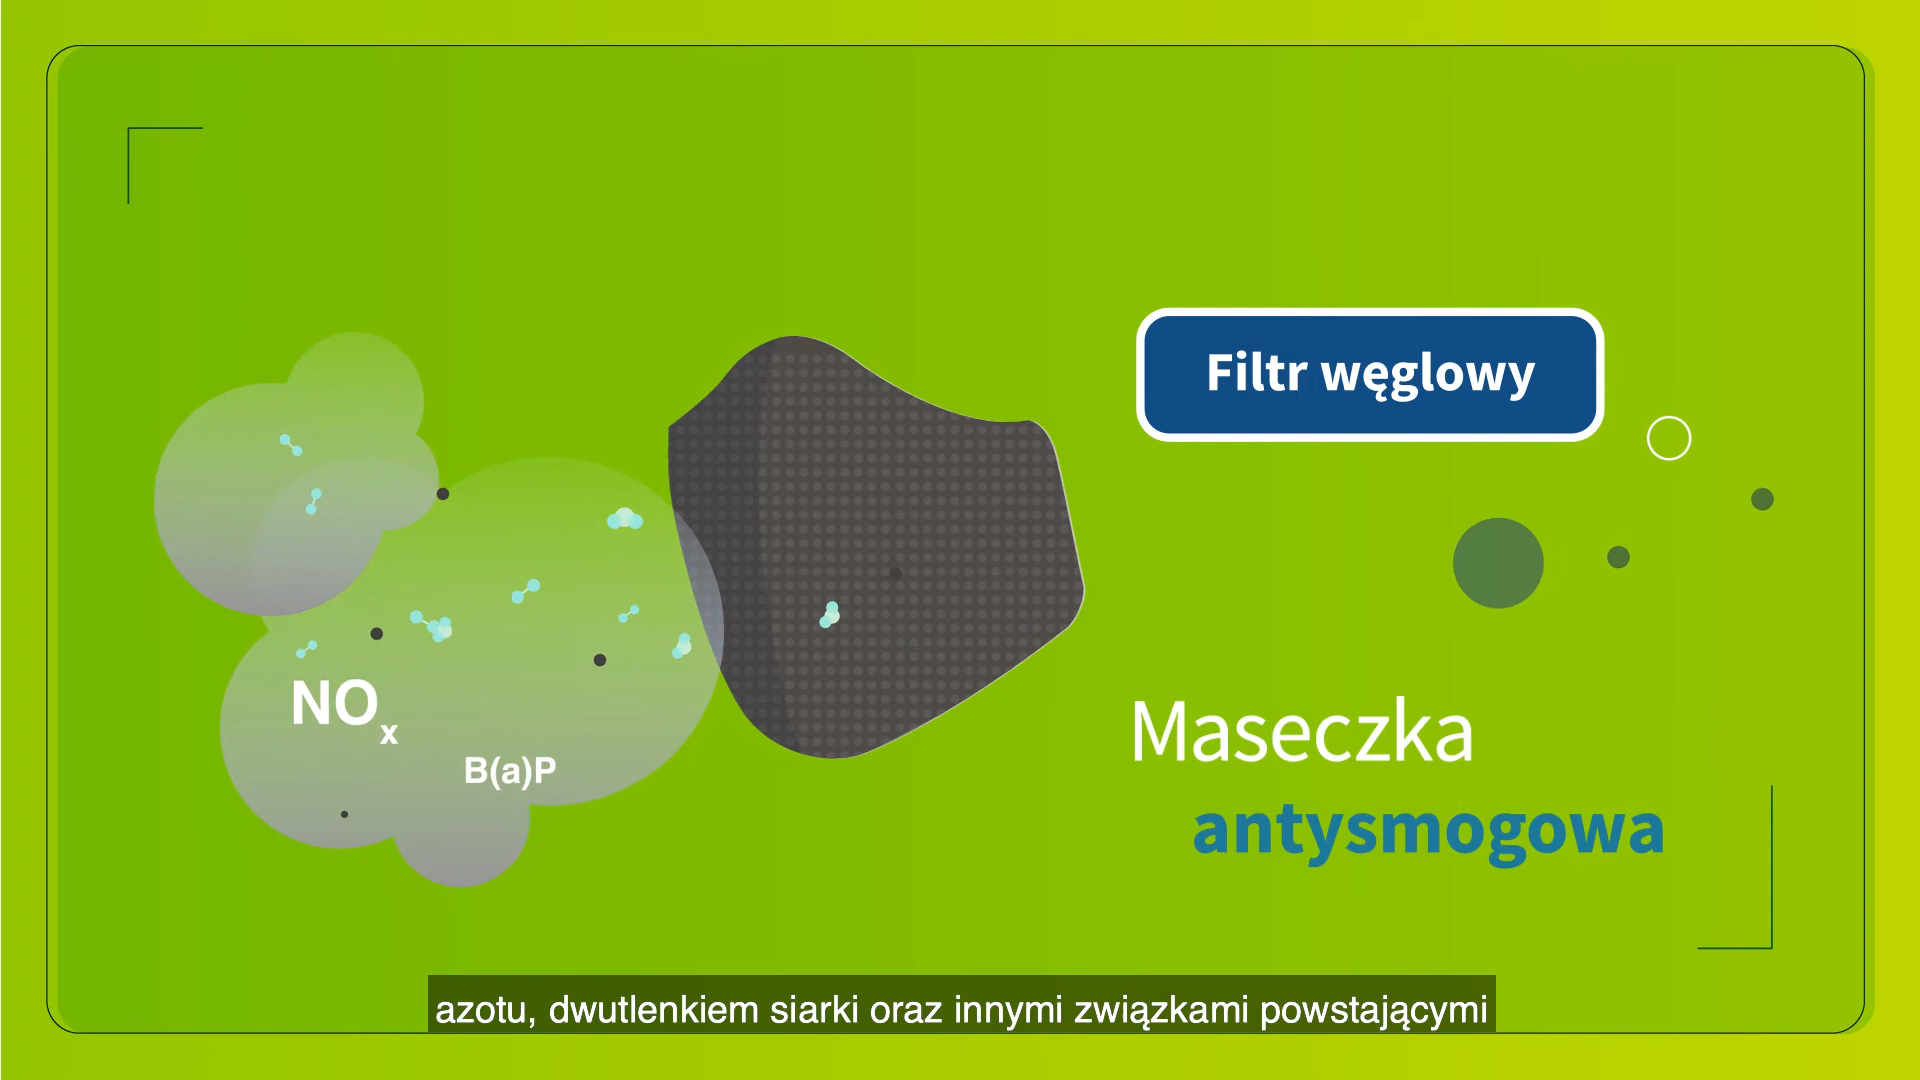 Filtr węglowy
NOx
B(a)P
Maseczka
antysmogowa
azotu, dwutlenkiem siarki oraz innymi związkami powstającymi